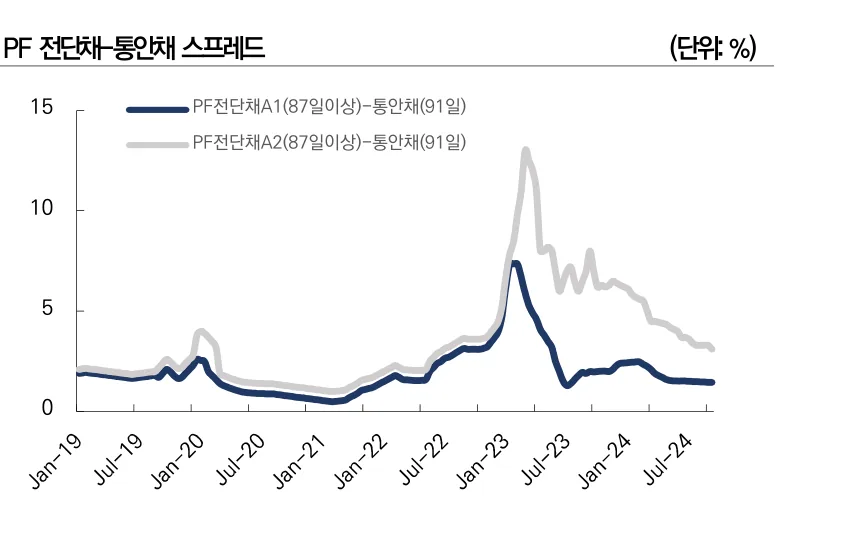 PF 전단채-통안채 스프레드
(단위: %)
15
PF전단채A1(87일이상)-통안채(91일)
PF전단채A2(87일이상)-통안채(91일)
10
5
0
Jan-19
Jul-19
Jan-20
Jul-20
Jan-21
Jan-22
Jul-22
Jan-23
Jul-23
Jan-24
Jul-24